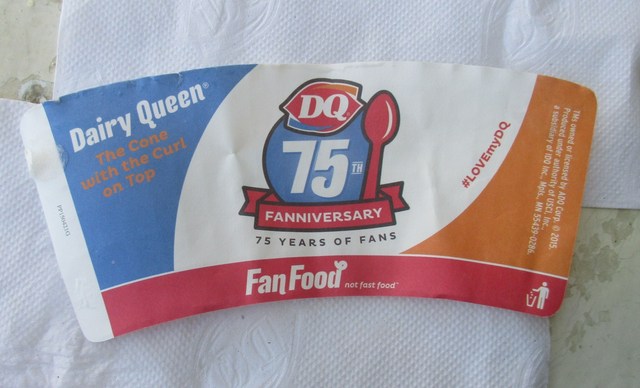 Dairy Queen®
The Cone
with the Curl
on Top
DQ
75TH
FANNIVERSARY
75 YEARS OF FANS
FanFood
not fast food™
#LOVEmyDQ
TM® owned or licensed by ADQ Corp. © 2015.
Produced under authority of USCI, Inc.,
a subsidiary of IDQ Inc., Mpls., MN 55439-0286.